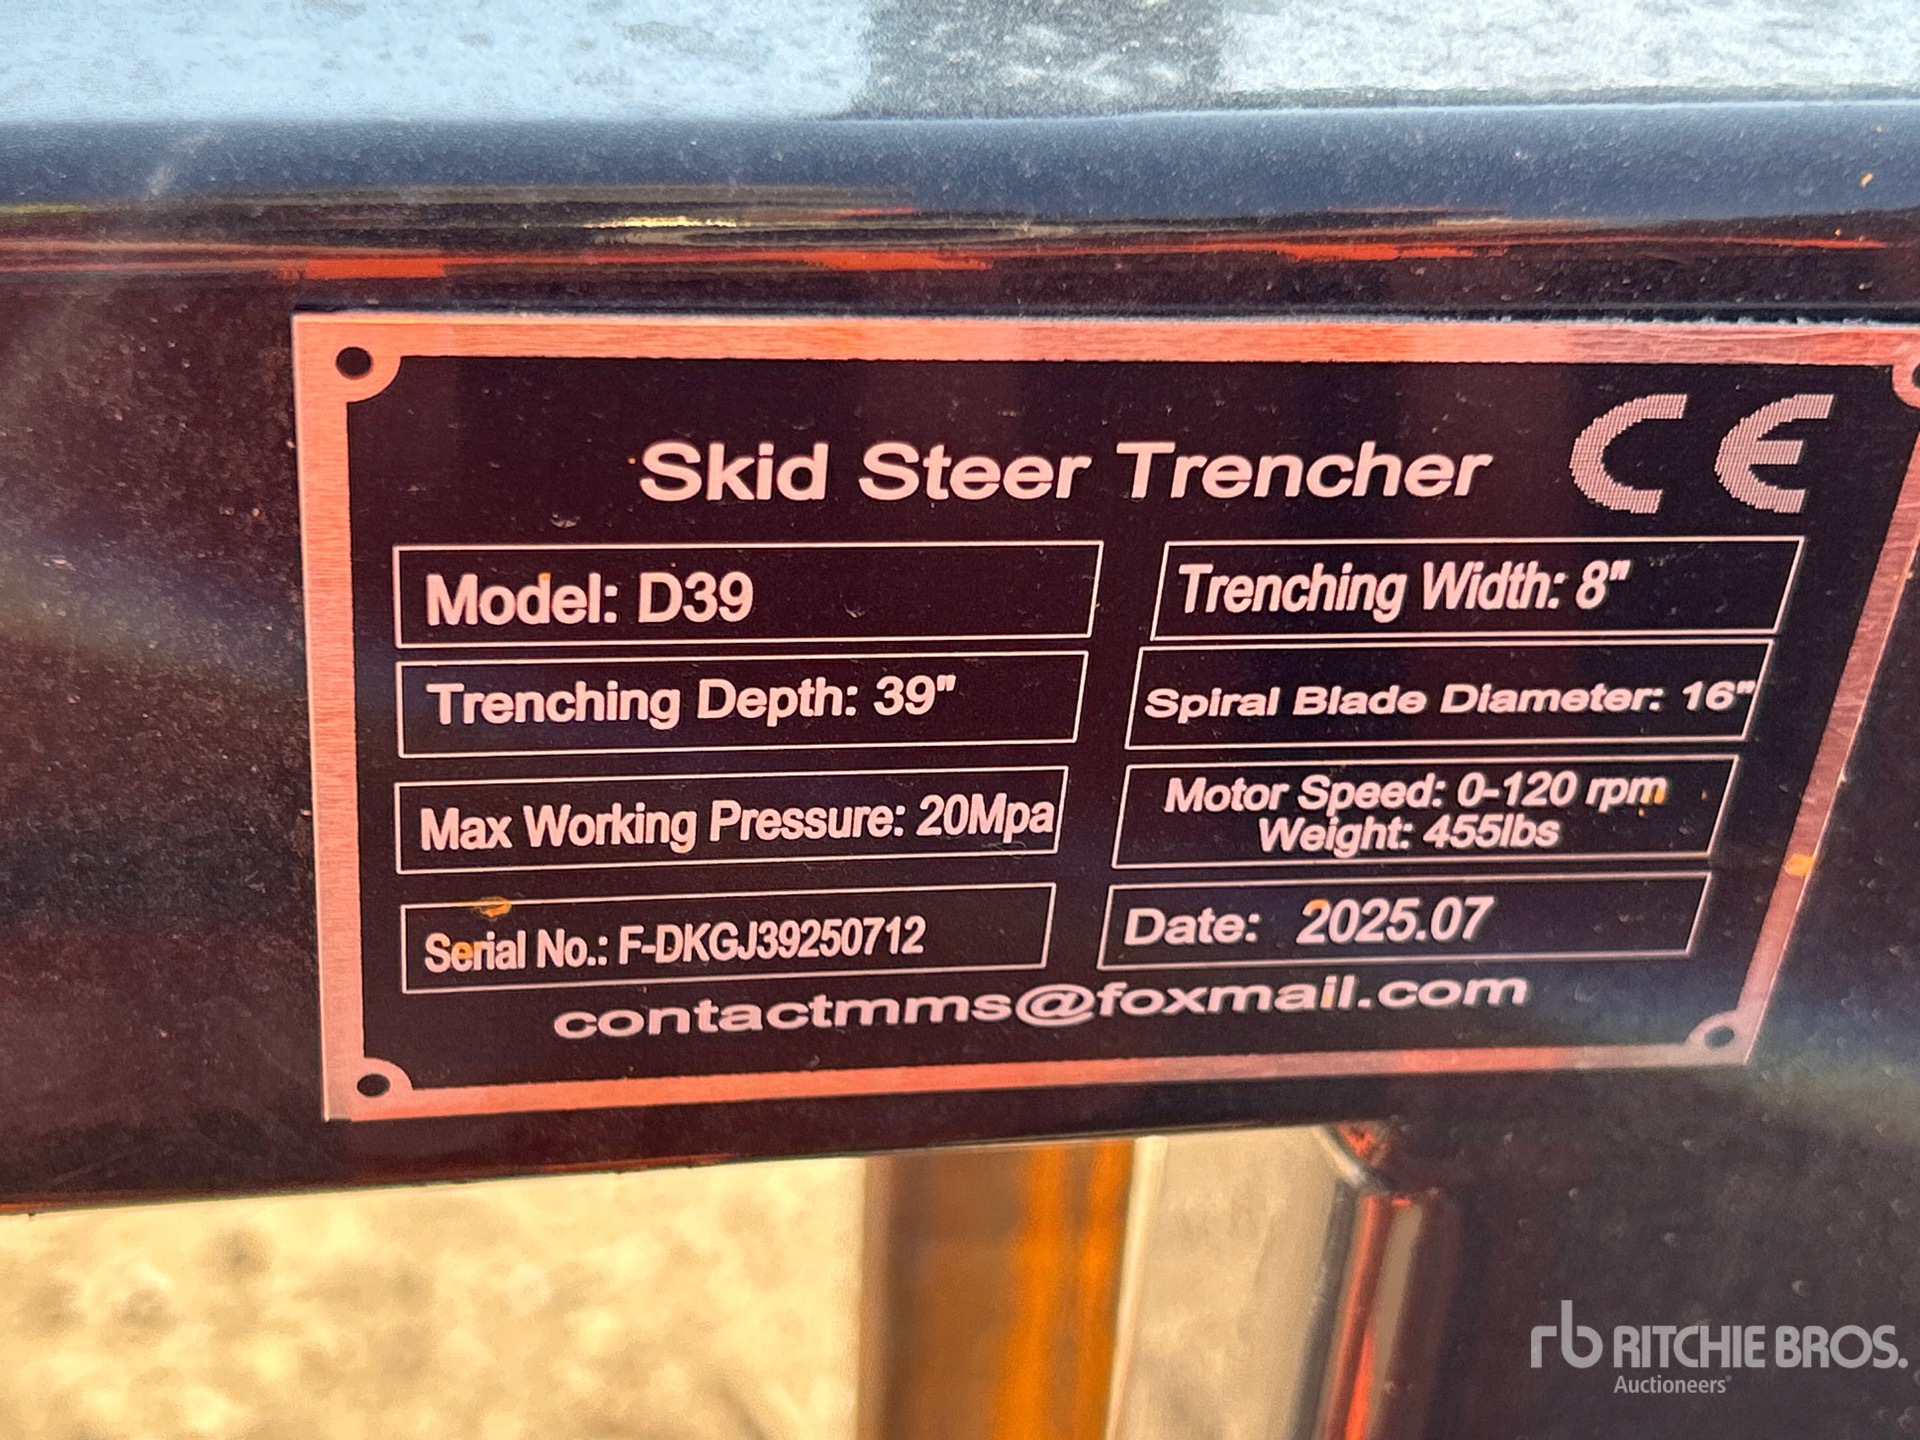 Skid Steer Trencher CE
Model: D39
Trenching Width: 8"
Trenching Depth: 39"
Spiral Blade Diameter: 16"
Max Working Pressure: 20Mpa
Motor Speed: 0-120 rpm
Weight: 455lbs
Serial No.: F-DKGJ39250712
Date: 2025.07
contactmms@foxmail.com
rb RITCHIE BROS.
Auctioneers